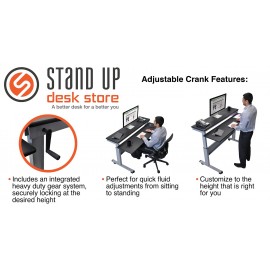 STAND UP
desk store
A better desk for a better you
Adjustable Crank Features:
• Includes an integrated
heavy duty gear system,
securely locking at the
desired height
• Perfect for quick fluid
adjustments from sitting
to standing
• Customize to the
height that is right
for you